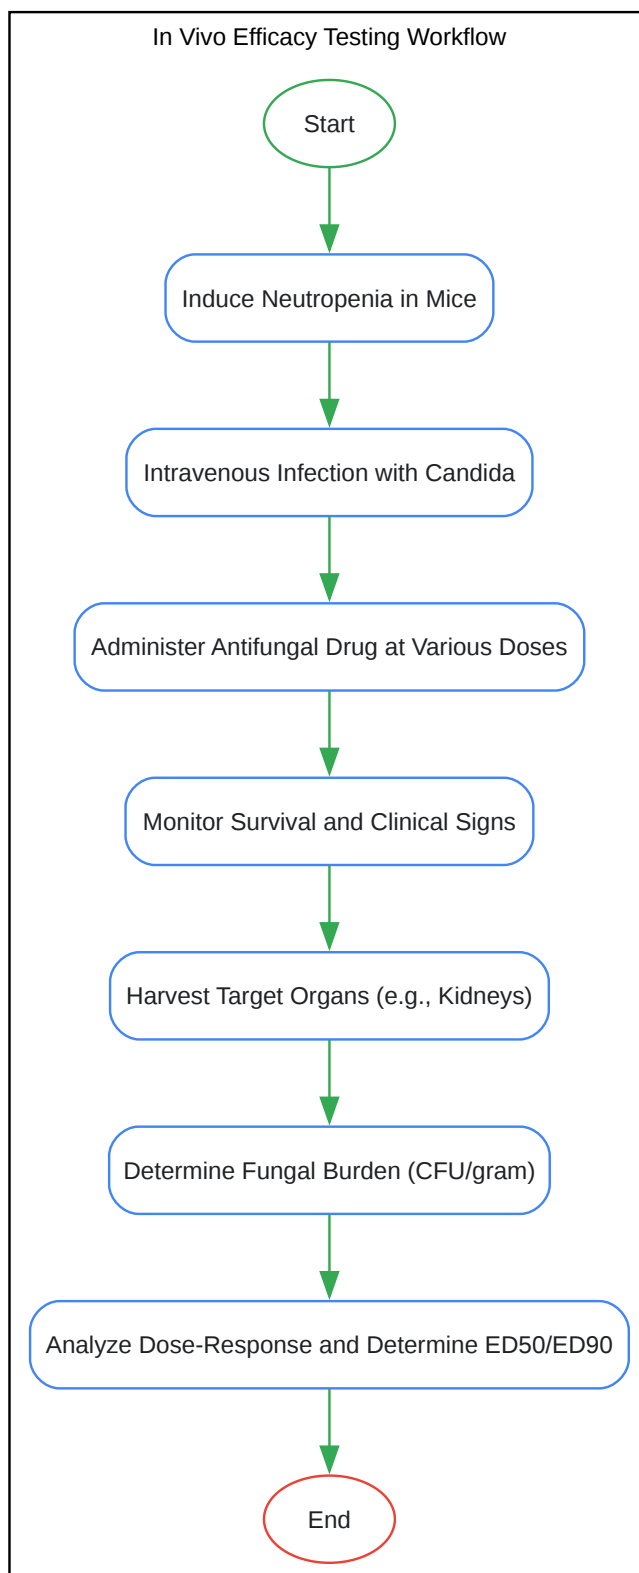 In Vivo Efficacy Testing Workflow
Start
Induce Neutropenia in Mice
Intravenous Infection with Candida
Administer Antifungal Drug at Various Doses
Monitor Survival and Clinical Signs
Harvest Target Organs (e.g., Kidneys)
Determine Fungal Burden (CFU/gram)
Analyze Dose-Response and Determine ED50/ED90
End